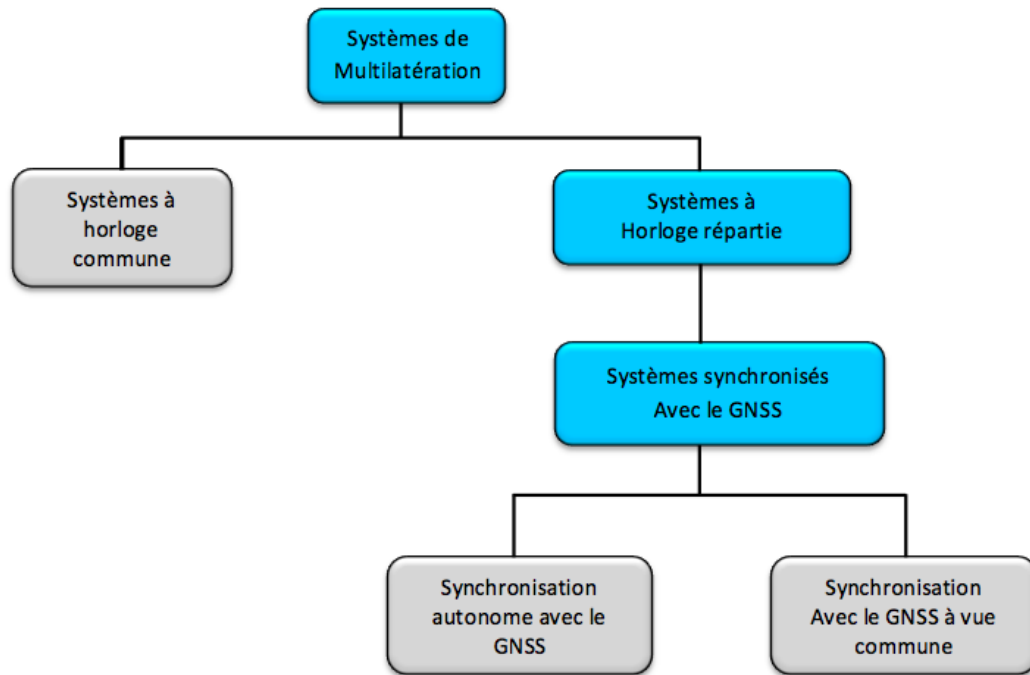 Systèmes de
Multilatération
Systèmes à
horloge
commune
Systèmes à
Horloge répartie
Systèmes synchronisés
Avec le GNSS
Synchronisation
autonome avec le
GNSS
Synchronisation
Avec le GNSS à vue
commune